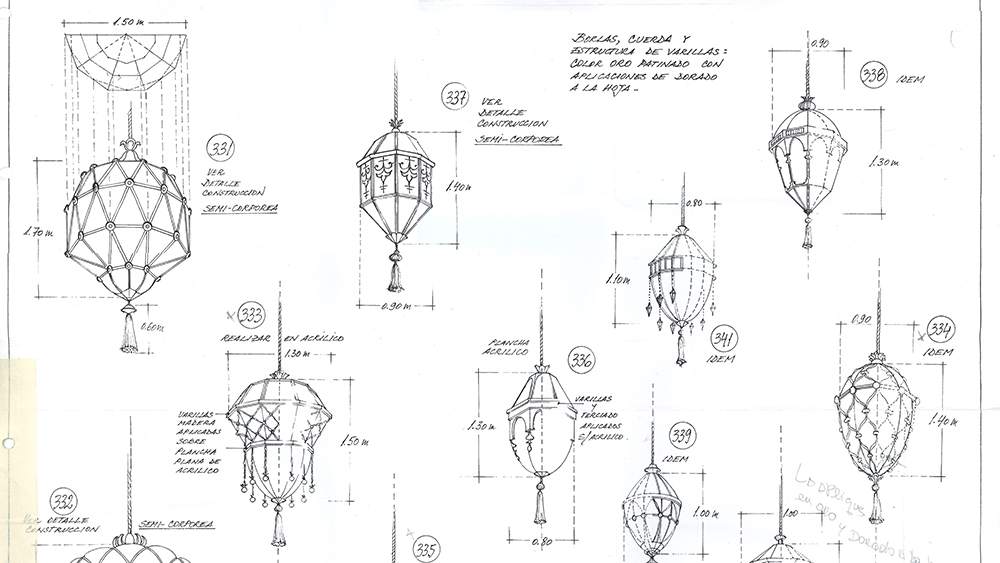 1.50 m
BORLAS, CUERDA Y
ESTRUCTURA DE VARILLAS =
COLOR ORO PATINADO CON
APLICACIONES DE DORADO
A LA HOJA -
0.90
338 IDEM
1.30 m
337
VER
DETALLE
CONSTRUCCION
SEMI-CORPOREA
1.40 m
0.90 m
331
VER
DETALLE
CONSTRUCCION
SEMI-CORPOREA
1.70 m
0.60 m
0.80
1.10 m
341
IDEM
333
REALIZAR EN ACRILICO
1.30 m
VARILLAS
MADERA
APLICADAS
SOBRE
PLANCHA
PLANA DE
ACRILICO
1.50 m
PLANCHA
ACRILICO
336
VARILLAS
Y
TERCIADO
APLICADOS
S/ACRILICO.
1.30 m
0.80
0.90
334
IDEM
1.40 m
339
IDEM
1.00 m
1.00
en oro y
332
VER DETALLE
CONSTRUCCION
SEMI-CORPOREA
335